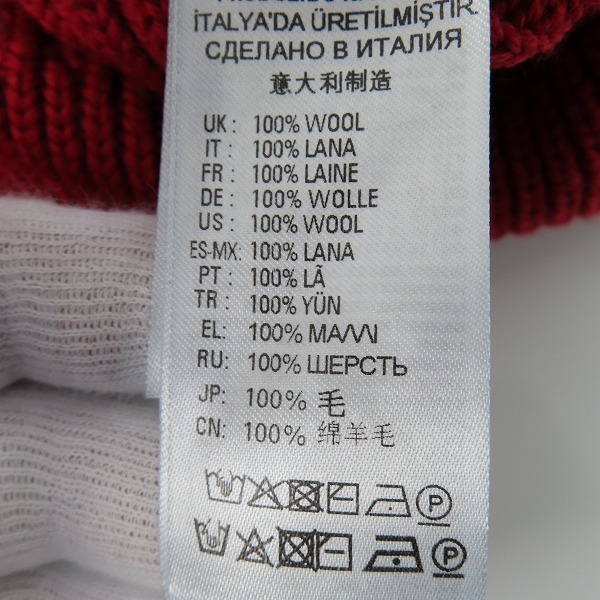 İTALYA'DA ÜRETİLMİŞTİR
СДЕЛАНО В ИТАЛИЯ
意大利制造
UK: 100% WOOL
IT: 100% LANA
FR: 100% LAINE
DE: 100% WOLLE
US: 100% WOOL
ES-MX: 100% LANA
PT: 100% LÃ
TR: 100% YÜN
EL: 100% ΜΑΛΛΙ
RU: 100% ШЕРСТЬ
JP: 100% 毛
CN: 100% 绵羊毛
P
P